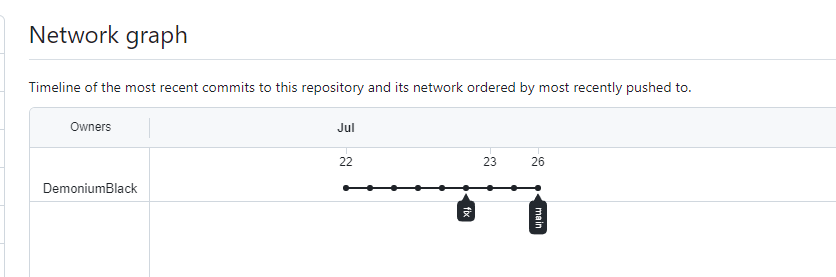 Network graph
Timeline of the most recent commits to this repository and its network ordered by most recently pushed to.
Owners
Jul
22
23
26
DemoniumBlack
fix
main